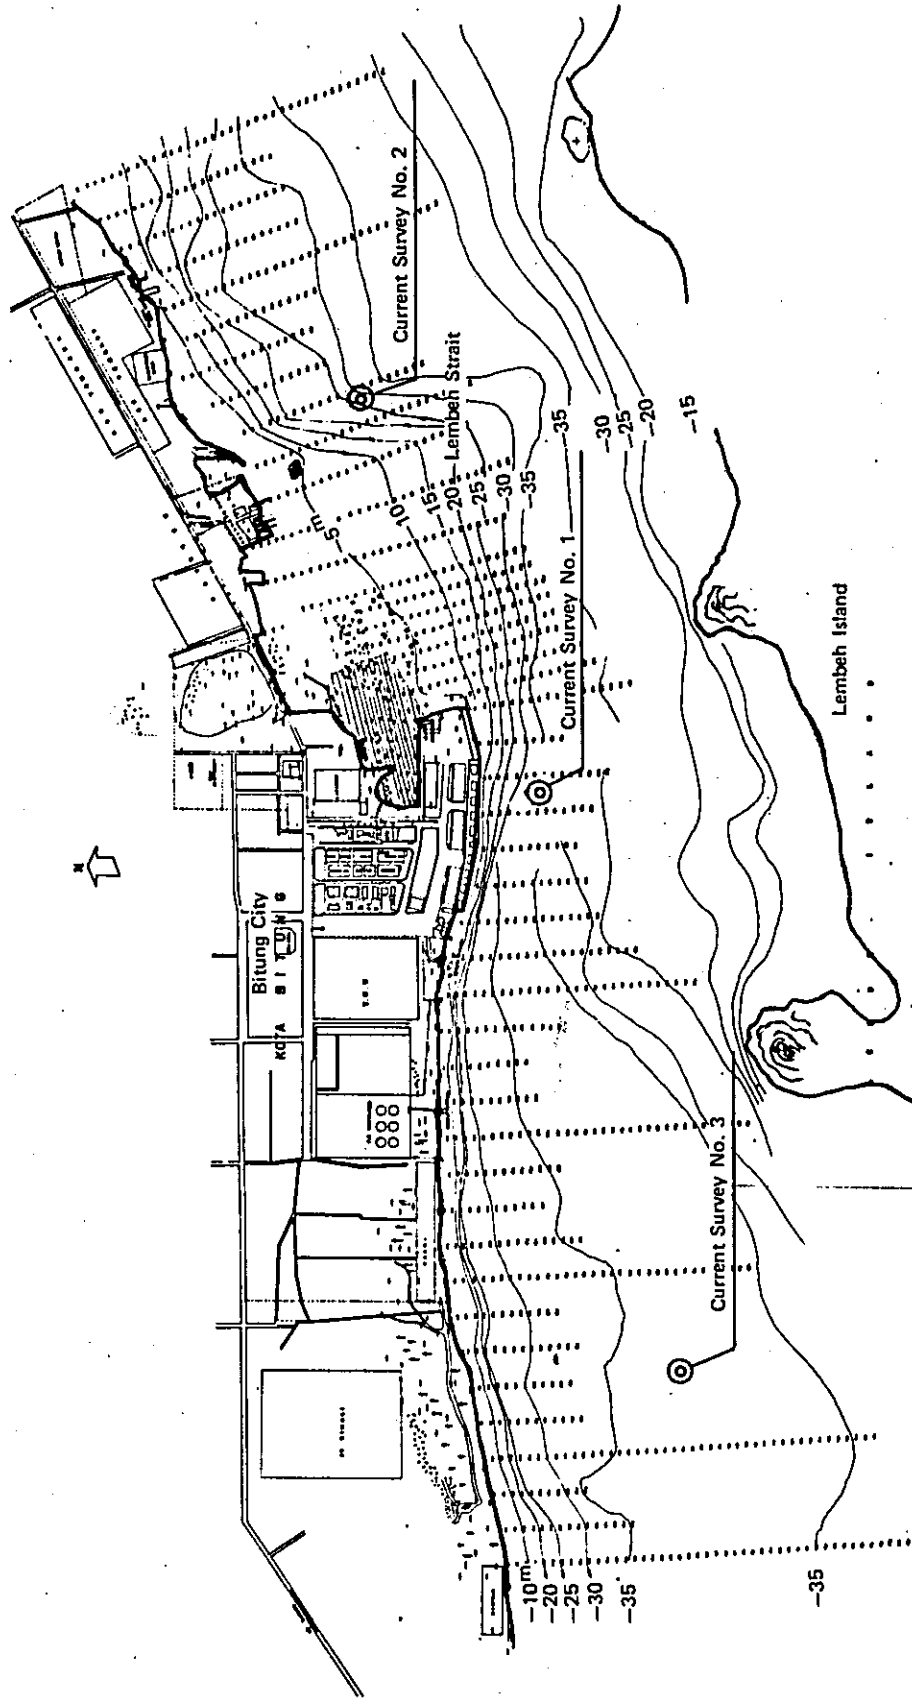 N
Bitung City
KOTA BITUNG
Current Survey No. 2
Lembeh Strait
Current Survey No. 1
Current Survey No. 3
Lembeh Island
-5m
-10
-15
-20
-25
-30
-35
-35
-30
-25
-20
-15
-10m
-20
-25
-30
-35
-35